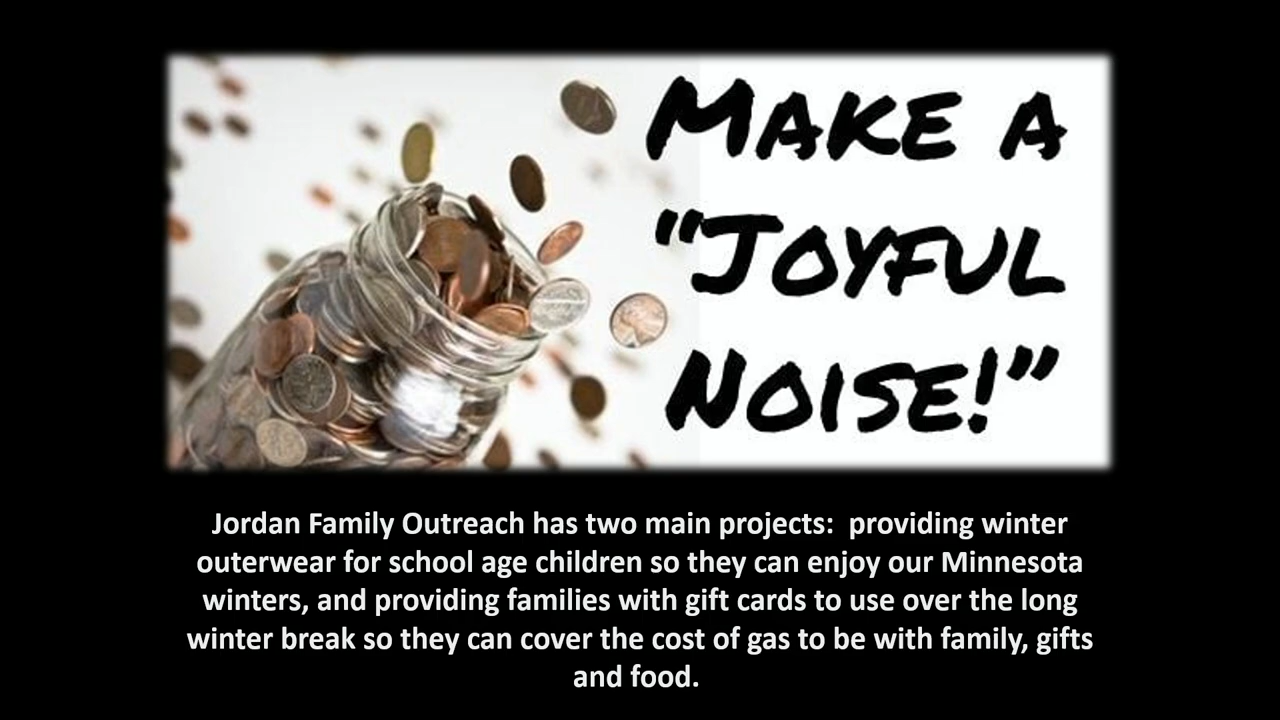 MAKE A
“JOYFUL
NOISE!”
Jordan Family Outreach has two main projects:  providing winter
outerwear for school age children so they can enjoy our Minnesota
winters, and providing families with gift cards to use over the long
winter break so they can cover the cost of gas to be with family, gifts
and food.